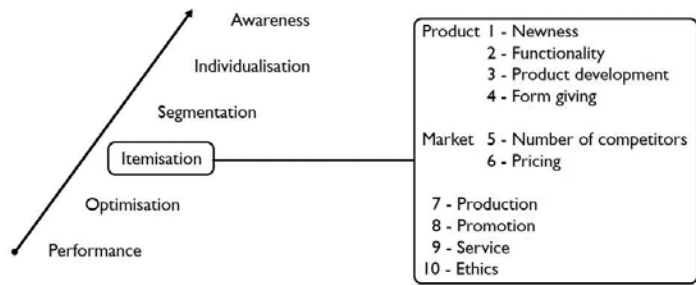 Awareness
Individualisation
Segmentation
Itemisation
Optimisation
Performance
Product 1 - Newness
2 - Functionality
3 - Product development
4 - Form giving
Market 5 - Number of competitors
6 - Pricing
7 - Production
8 - Promotion
9 - Service
10 - Ethics